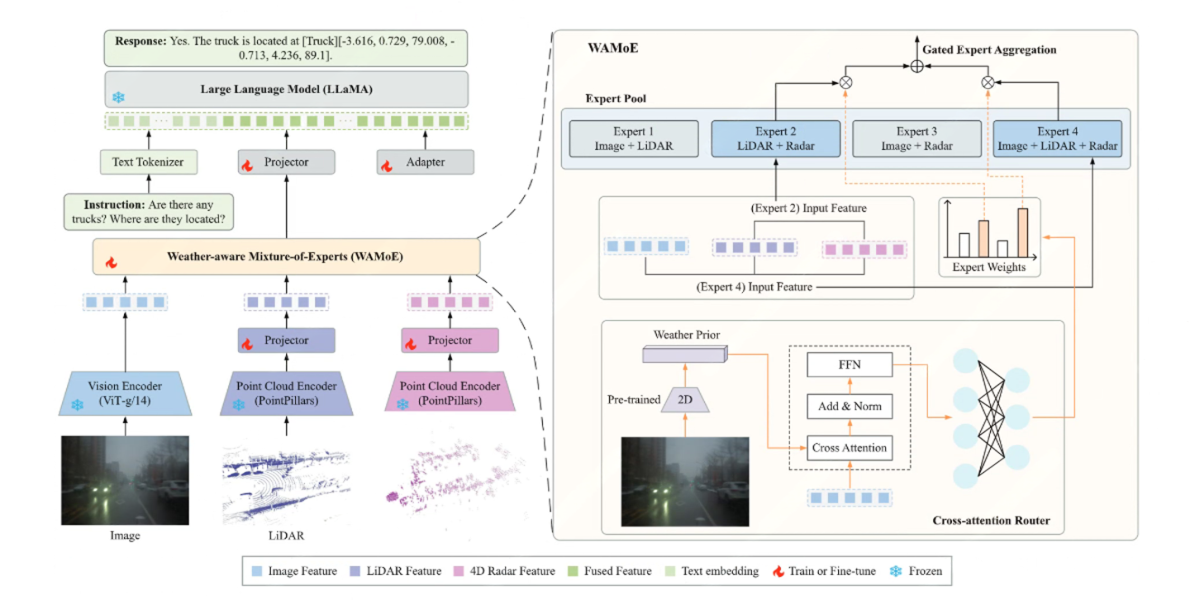 Response: Yes. The truck is located at [Truck][-3.616, 0.729, 79.008, -
0.713, 4.236, 89.1].
Large Language Model (LLaMA)
Text Tokenizer
Projector
Adapter
Instruction: Are there any
trucks? Where are they located?
Weather-aware Mixture-of-Experts (WAMoE)
Projector
Projector
Vision Encoder
(ViT-g/14)
Point Cloud Encoder
(PointPillars)
Point Cloud Encoder
(PointPillars)
Image
LiDAR
WAMoE
Gated Expert Aggregation
Expert Pool
Expert 1
Image + LiDAR
Expert 2
LiDAR + Radar
Expert 3
Image + Radar
Expert 4
Image + LiDAR + Radar
(Expert 2) Input Feature
(Expert 4) Input Feature
Expert Weights
Weather Prior
Pre-trained
2D
FFN
Add & Norm
Cross Attention
Cross-attention Router
Image Feature
LiDAR Feature
4D Radar Feature
Fused Feature
Text embedding
Train or Fine-tune
Frozen